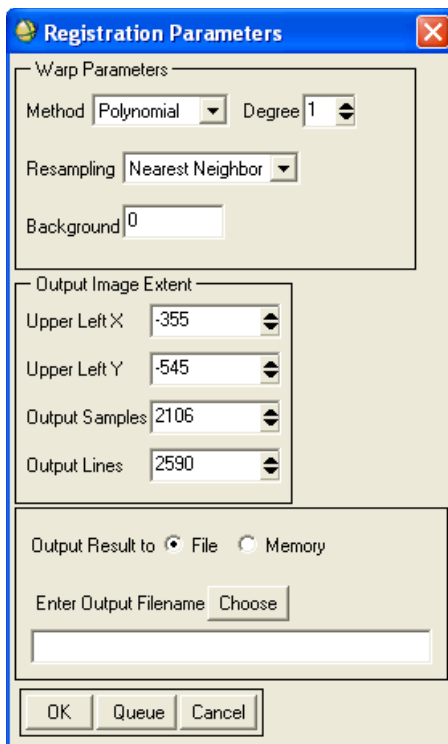 Registration Parameters
Warp Parameters
Method Polynomial Degree 1
Resampling Nearest Neighbor
Background 0
Output Image Extent
Upper Left X -355
Upper Left Y -545
Output Samples 2106
Output Lines 2590
Output Result to File Memory
Enter Output Filename Choose
OK Queue Cancel